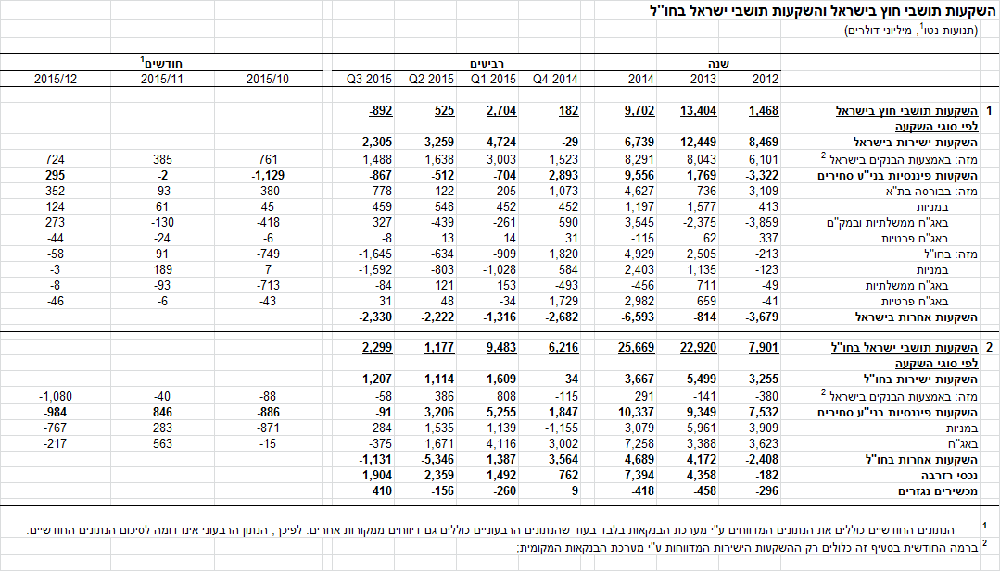 השקעות תושבי חוץ בישראל והשקעות תושבי ישראל בחו"ל
(תנועות נטו1, מיליוני דולרים)
שנה רביעים חודשים1
2012 2013 2014 Q4 2014 Q1 2015 Q2 2015 Q3 2015 2015/10 2015/11 2015/12
1 השקעות תושבי חוץ בישראל 1,468 13,404 9,702 182 2,704 525 -892
לפי סוגי השקעה
השקעות ישירות בישראל 8,469 12,449 6,739 -29 4,724 3,259 2,305
מזה: באמצעות הבנקים בישראל 2 6,101 8,043 8,291 1,523 3,003 1,638 1,488 761 385 724
השקעות פיננסיות בני"ע סחירים -3,322 1,769 9,556 2,893 -704 -512 -867 -1,129 -2 295
מזה: בבורסה בת"א -3,109 -736 4,627 1,073 205 122 778 -380 -93 352
במניות 413 1,577 1,197 452 452 548 459 45 61 124
באג"ח ממשלתיות ובמק"ם -3,859 -2,375 3,545 590 -261 -439 327 -418 -130 273
באג"ח פרטיות 337 62 -115 31 14 13 -8 -6 -24 -44
מזה: בחו"ל -213 2,505 4,929 1,820 -909 -634 -1,645 -749 91 -58
במניות -123 1,135 2,403 584 -1,028 -803 -1,592 7 189 -3
באג"ח ממשלתיות -49 711 -456 -493 153 121 -84 -713 -93 -8
באג"ח פרטיות -41 659 2,982 1,729 -34 48 31 -43 -6 -46
השקעות אחרות בישראל -3,679 -814 -6,593 -2,682 -1,316 -2,222 -2,330
2 השקעות תושבי ישראל בחו"ל 7,901 22,920 25,669 6,216 9,483 1,177 2,299
לפי סוגי השקעה
השקעות ישירות בחו"ל 3,255 5,499 3,667 34 1,609 1,114 1,207
מזה: באמצעות הבנקים בישראל 2 -380 -141 291 -115 808 386 -58 -88 -40 -1,080
השקעות פיננסיות בני"ע סחירים 7,532 9,349 10,337 1,847 5,255 3,206 -91 -886 846 -984
במניות 3,909 5,961 3,079 -1,155 1,139 1,535 284 -871 283 -767
באג"ח 3,623 3,388 7,258 3,002 4,116 1,671 -375 -15 563 -217
השקעות אחרות בחו"ל -2,408 4,172 4,689 3,564 1,387 -5,346 -1,131
נכסי רזרבה -182 4,358 7,394 762 1,492 2,359 1,904
מכשירים נגזרים -296 -458 -418 9 -260 -156 410
1 הנתונים החודשיים כוללים את הנתונים המדווחים ע"י מערכת הבנקאות בלבד בעוד שהנתונים הרבעוניים כוללים גם דיווחים ממקורות אחרים. לפיכך, הנתון הרבעוני אינו דומה לסיכום הנתונים החודשיים.
2 ברמה החודשית בסעיף זה כלולים רק ההשקעות הישירות המדווחות ע"י מערכת הבנקאות המקומית;